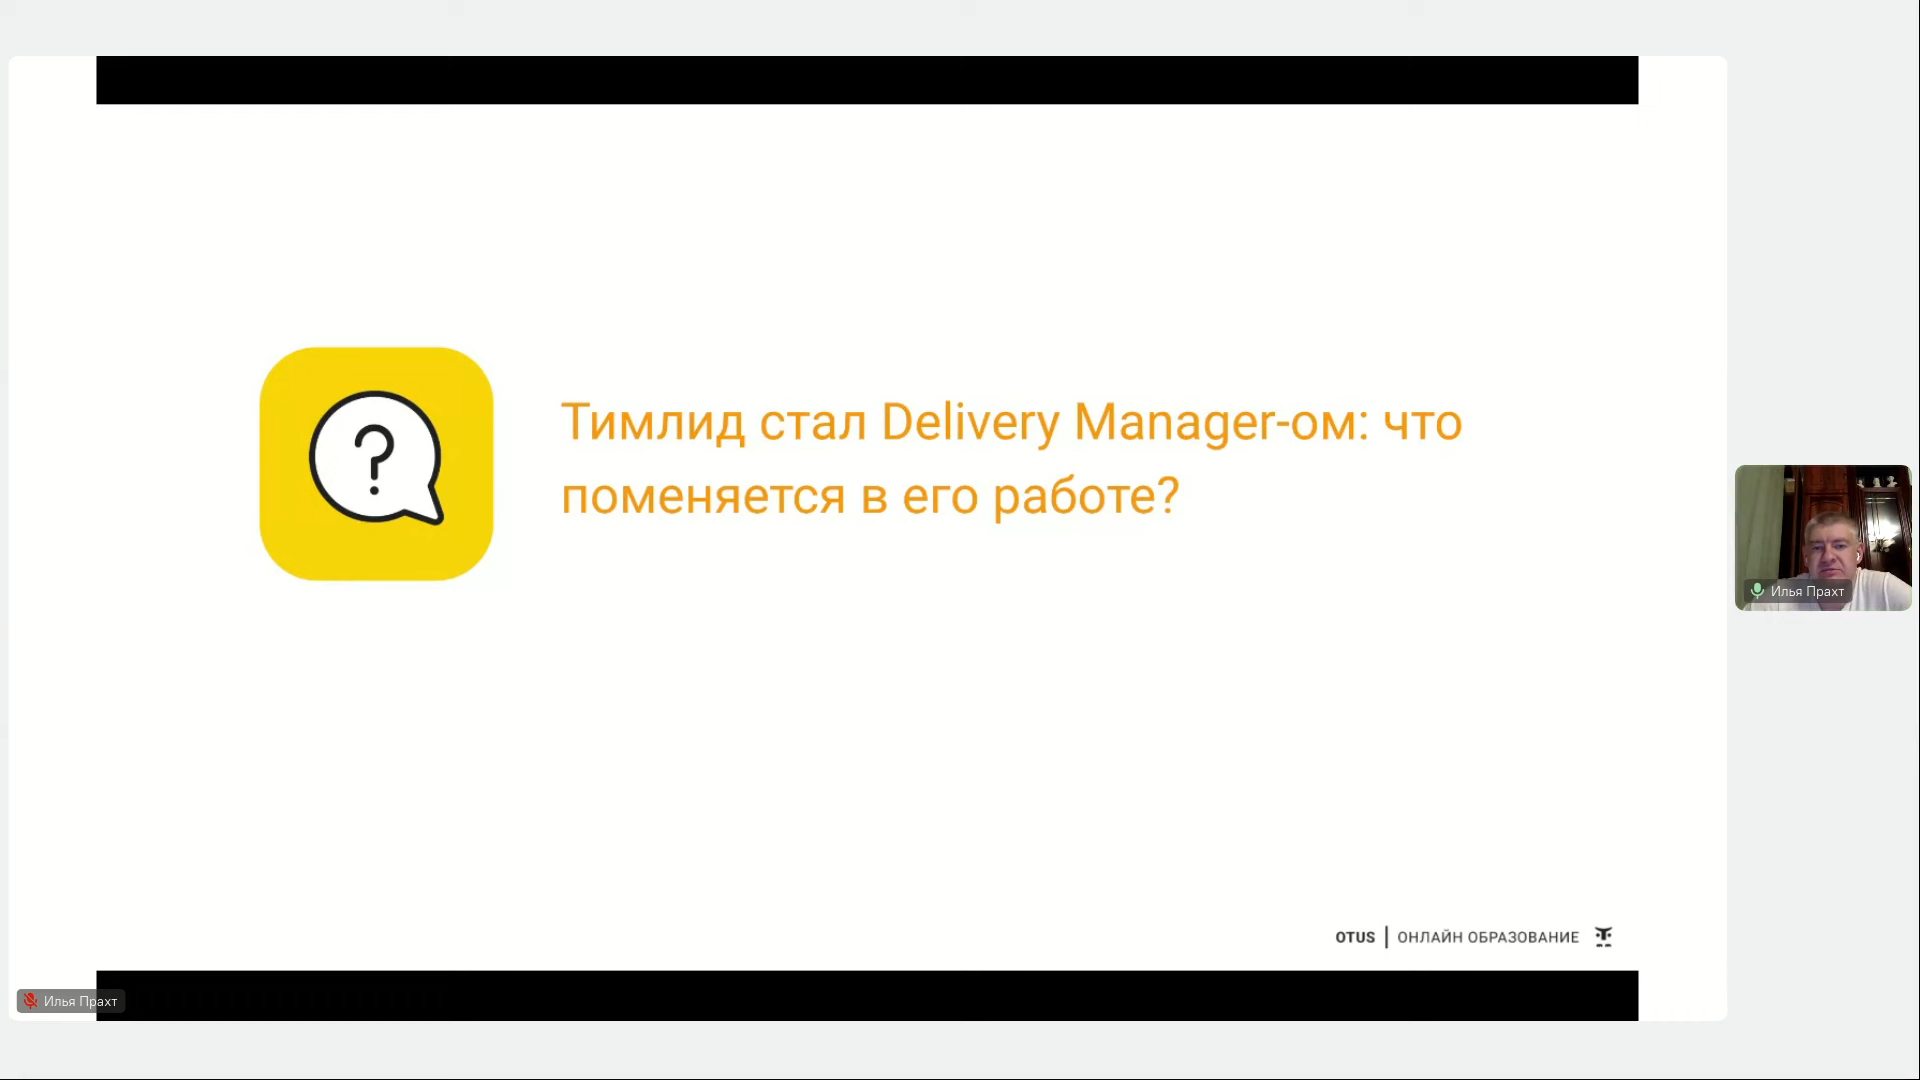 Тимлид стал Delivery Manager-ом: что
поменяется в его работе?
Илья Прахт
OTUS | ОНЛАЙН ОБРАЗОВАНИЕ
Илья Прахт